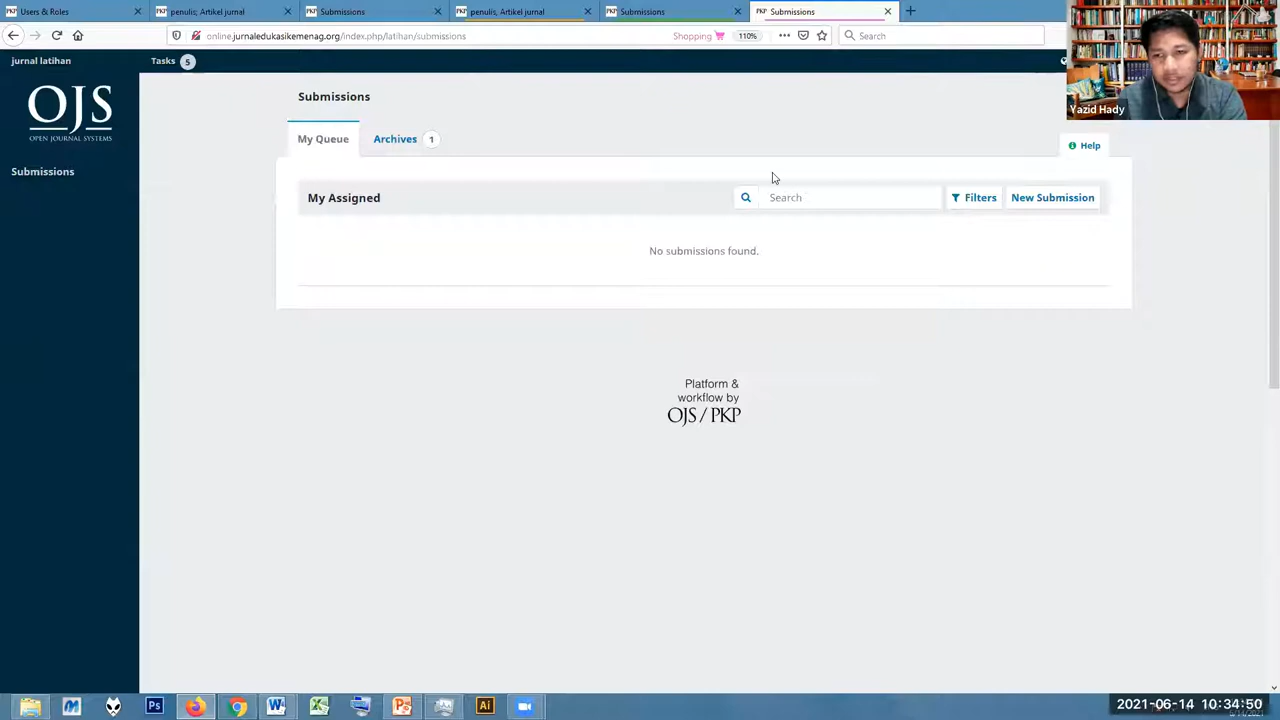 Users & Roles
penulis; Artikel jurnal
Submissions
penulis, Artikel jurnal
Submissions
Submissions
online.jurnaledukasikemenag.org/index.php/latihan/submissions
Shopping
110%
Search
jurnal latihan
Tasks 5
Yazid Hady
OJS
OPEN JOURNAL SYSTEMS
Submissions
Submissions
My Queue
Archives 1
Help
My Assigned
Search
Filters
New Submission
No submissions found.
Platform &
workflow by
OJS / PKP
2021-06-14 10:34:50